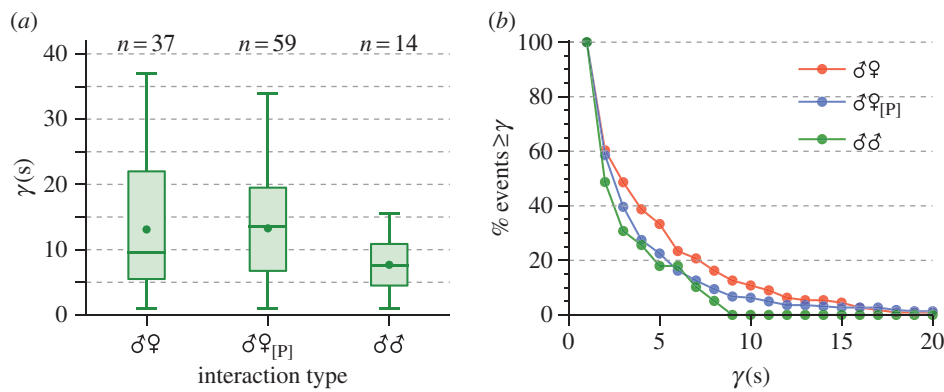 (a)
n = 37 n = 59 n = 14
40
30
20
10
0
γ(s)
♂♀ ♂♀[P] ♂♂
interaction type
(b)
100
80
60
40
20
0
% events ≥ γ
♂♀
♂♀[P]
♂♂
0 5 10 15 20
γ(s)